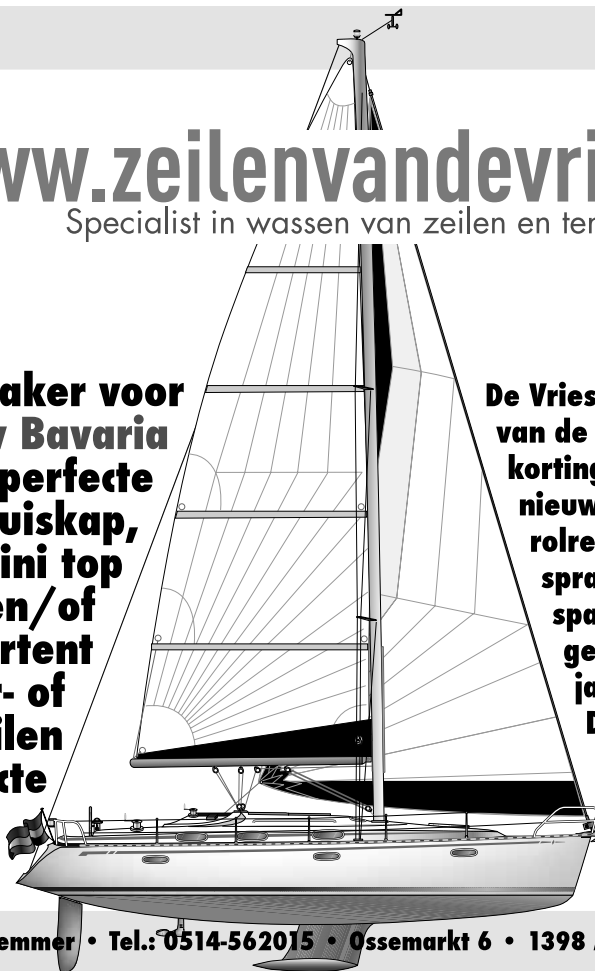 ww.zeilenvandevri
Specialist in wassen van zeilen en ten
aker voor
Bavaria
perfecte
uiskap,
ini top
en/of
rtent
- of
ilen
cte
De Vries
van de
korting
nieuw
rolre
spra
spa
ge
ja
D
emmer • Tel.: 0514-562015 • Ossemarkt 6 • 1398